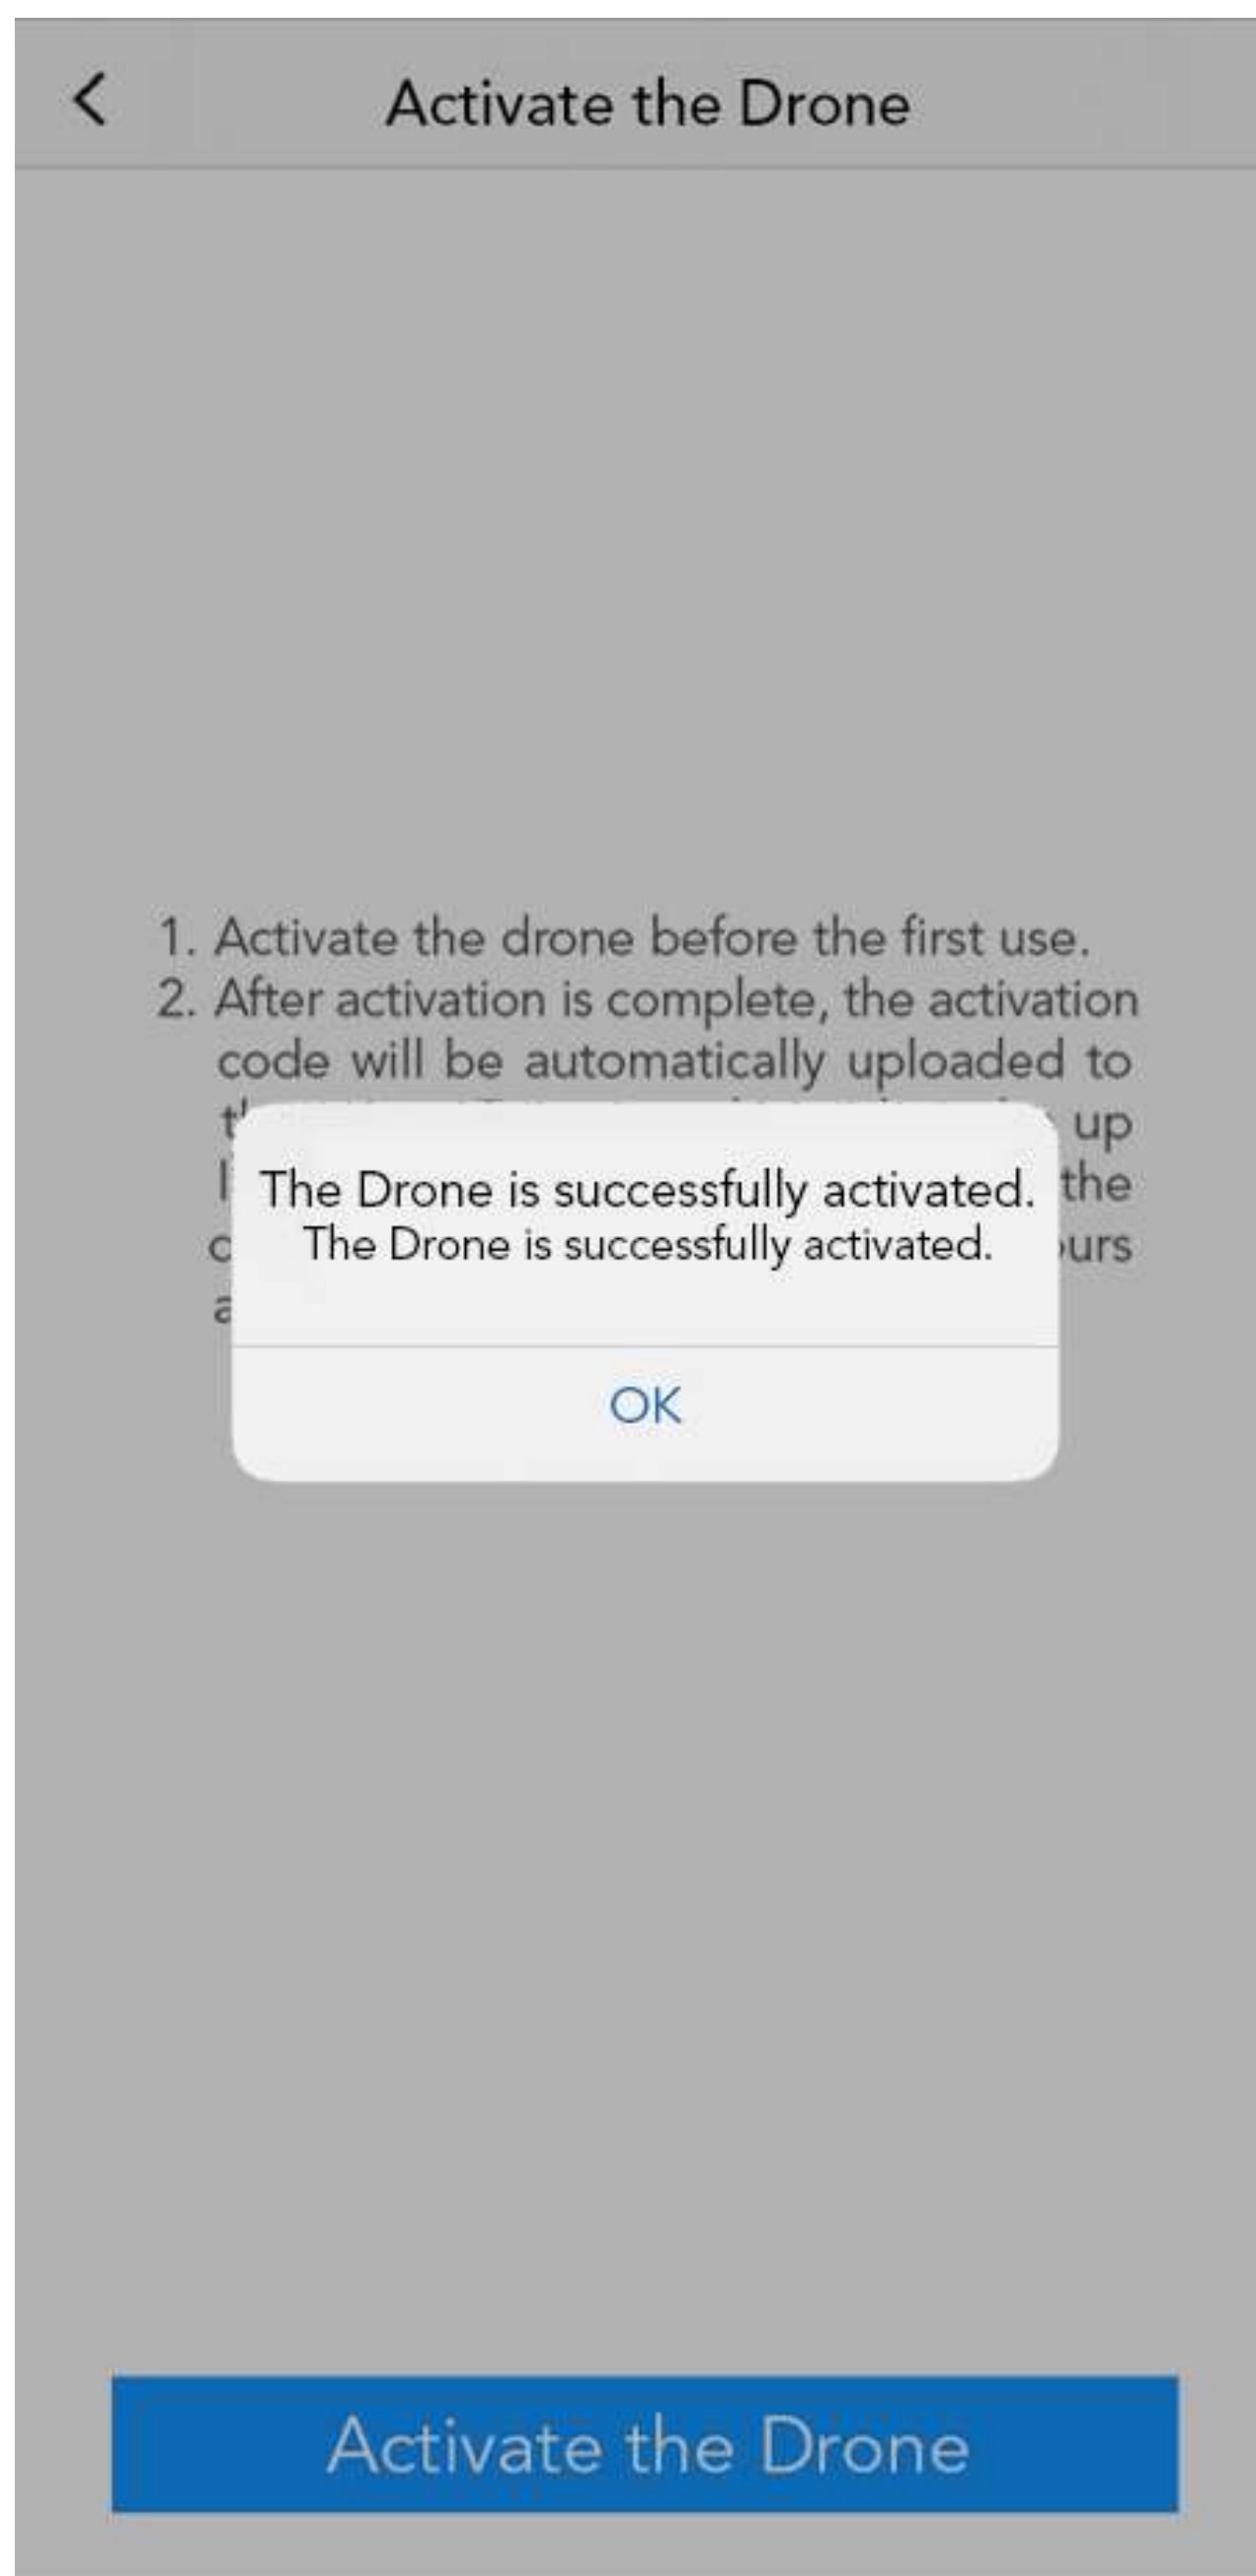 Activate the Drone
1. Activate the drone before the first use.
2. After activation is complete, the activation
code will be automatically uploaded to
up
the
The Drone is successfully activated.
The Drone is successfully activated.
OK
Activate the Drone